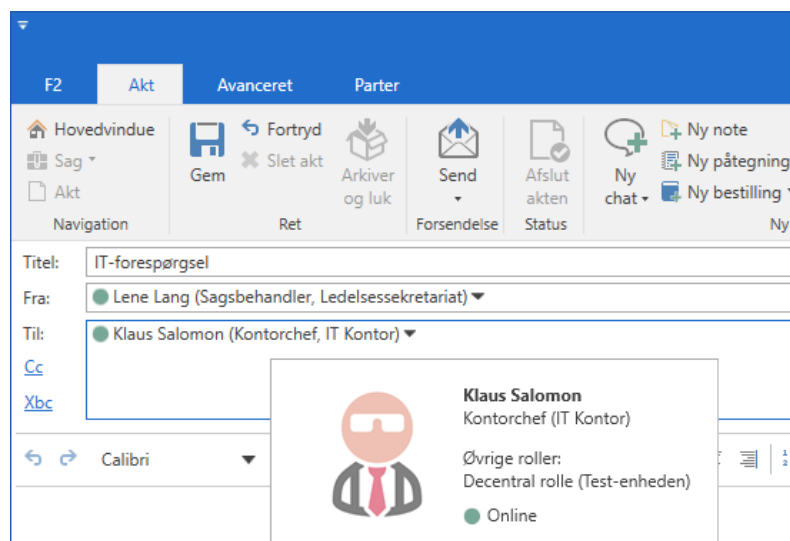 F2 Akt Avanceret Parter
Hovedvindue
Sag
Akt
Navigation
Gem
Fortryd
Slet akt
Arkiver
og luk
Ret
Send
Forsendelse
Afslut
akten
Status
Ny
chat
Ny note
Ny påtegning
Ny bestilling
Ny
Titel: IT-forespørgsel
Fra: Lene Lang (Sagsbehandler, Ledelsessekretariat)
Til: Klaus Salomon (Kontorchef, IT Kontor)
Cc
Xbc
Klaus Salomon
Kontorchef (IT Kontor)
Øvrige roller:
Decentral rolle (Test-enheden)
Online
Calibri